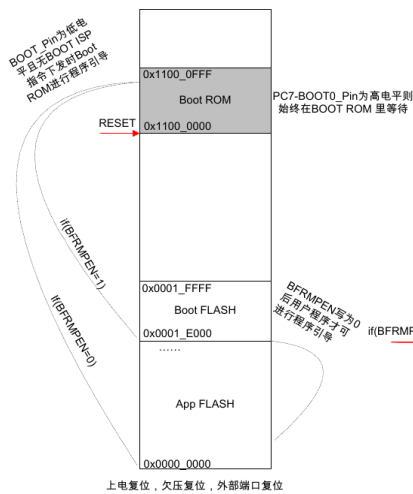 BOOT_Pin为低电
平且无BOOT ISP
指令下发时Boot
ROM进行程序引导
0x1100_0FFF
Boot ROM
PC7-BOOT0_Pin为高电平则
始终在BOOT ROM 里等待
RESET
0x1100_0000
if(BFRMPEN=1)
if(BFRMPEN=0)
0x0001_FFFF
Boot FLASH
0x0001_E000
BFRMPEN写为0
后用户程序才可
进行程序引导
if(BFRMP
......
App FLASH
0x0000_0000
上电复位，欠压复位，外部端口复位